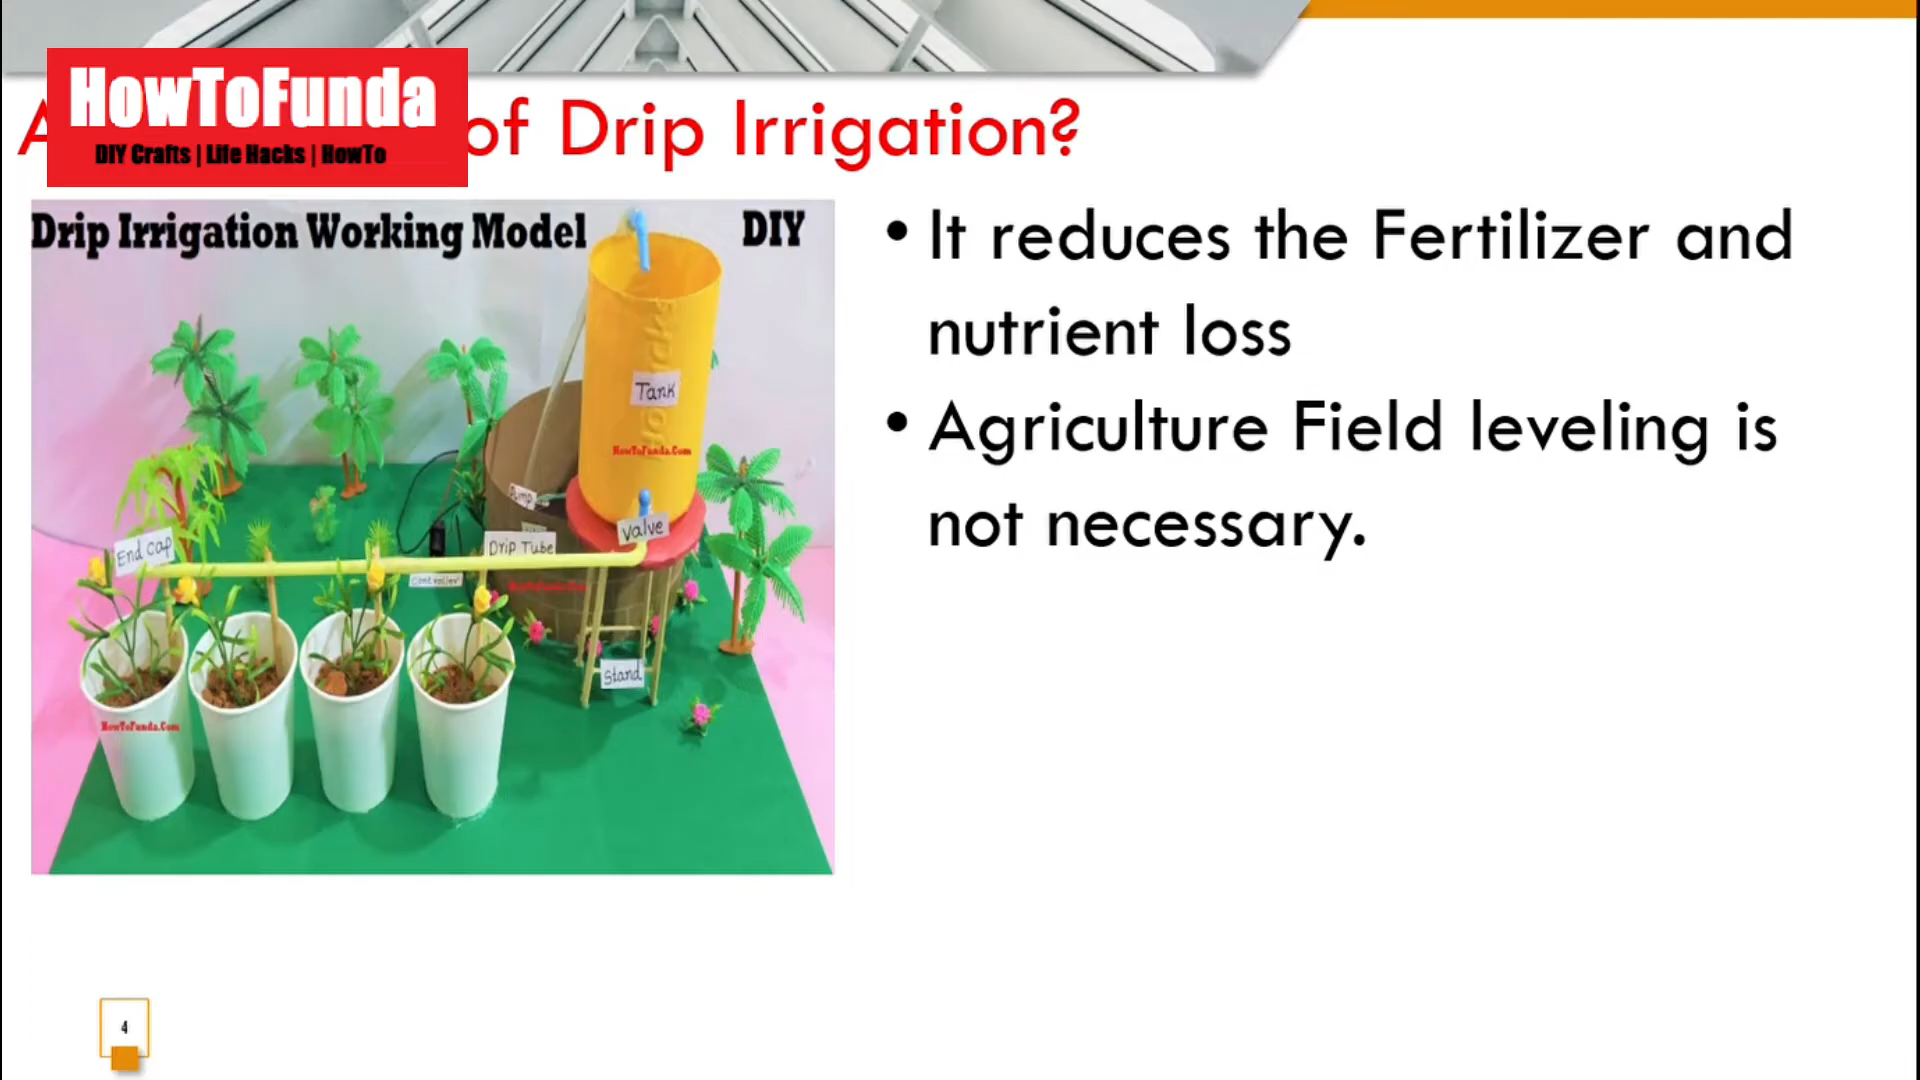 HowToFunda
DIY Crafts | Life Hacks | HowTo
of Drip Irrigation?
Drip Irrigation Working Model DIY
Tank
HowToFunda.Com
Pump
Valve
End cap
Drip Tube
Controller
Stand
HowToFunda.Com
• It reduces the Fertilizer and
nutrient loss
• Agriculture Field leveling is
not necessary.
4